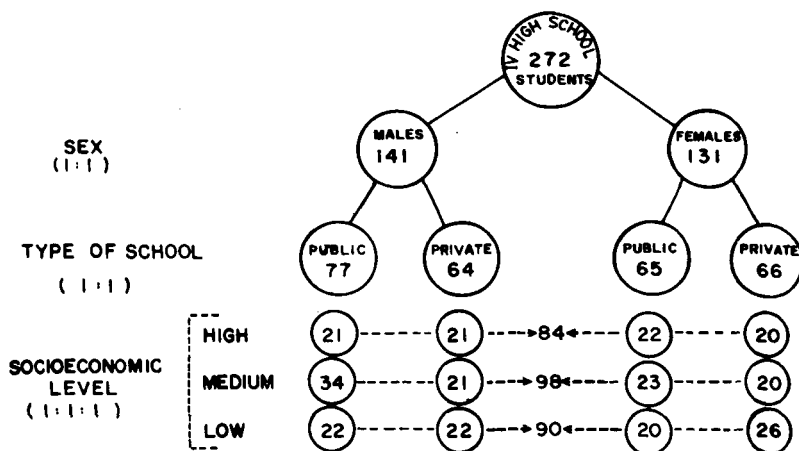 IV HIGH SCHOOL
272
STUDENTS
SEX
(1:1)
MALES
141
FEMALES
131
TYPE OF SCHOOL
(1:1)
PUBLIC
77
PRIVATE
64
PUBLIC
65
PRIVATE
66
SOCIOECONOMIC
LEVEL
(1:1:1)
HIGH 21 21 84 22 20
MEDIUM 34 21 98 23 20
LOW 22 22 90 20 26